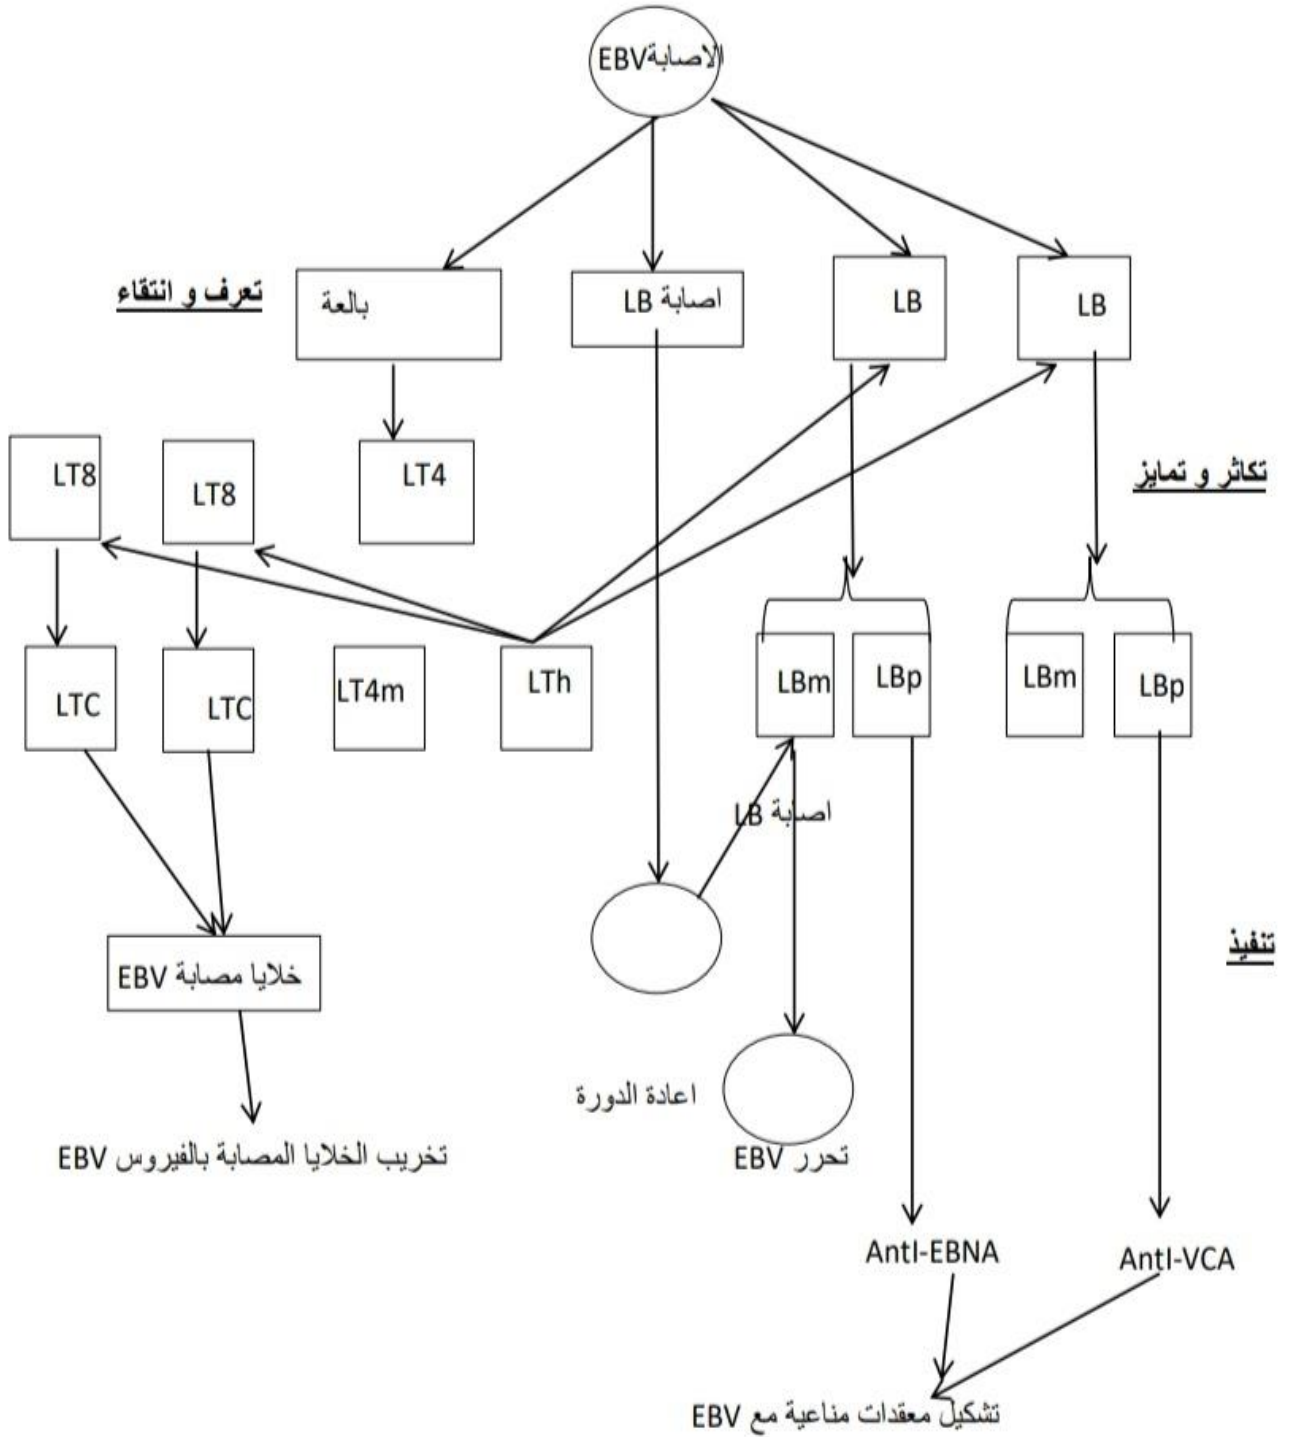 الاصابةEBV
تعرف و انتقاء
بالعة
اصابة LB
LB
LB
LT8
LT8
LT4
تكاثر و تمايز
LTC
LTC
LT4m
LTh
LBm
LBp
LBm
LBp
اصابة LB
تنفيذ
خلايا مصابة EBV
اعادة الدورة
تخريب الخلايا المصابة بالفيروس EBV
تحرر EBV
AntI-EBNA
AntI-VCA
تشكيل معقدات مناعية مع EBV